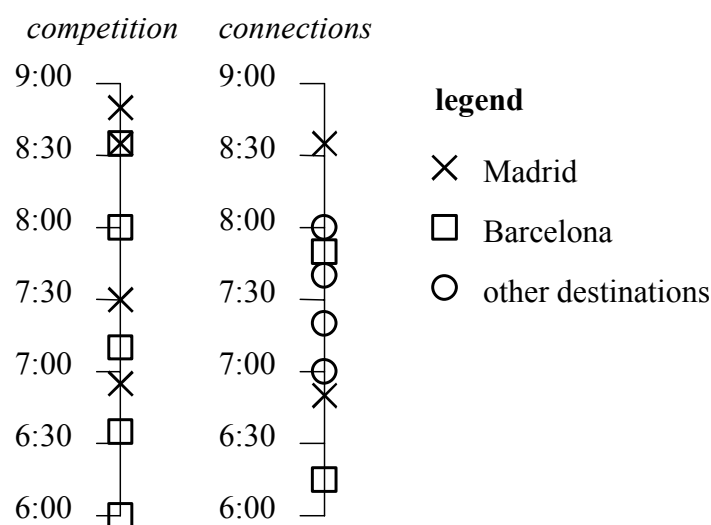 competition connections
9:00 9:00
legend
8:30 8:30
Madrid
8:00 8:00
Barcelona
7:30 7:30
other destinations
7:00 7:00
6:30 6:30
6:00 6:00